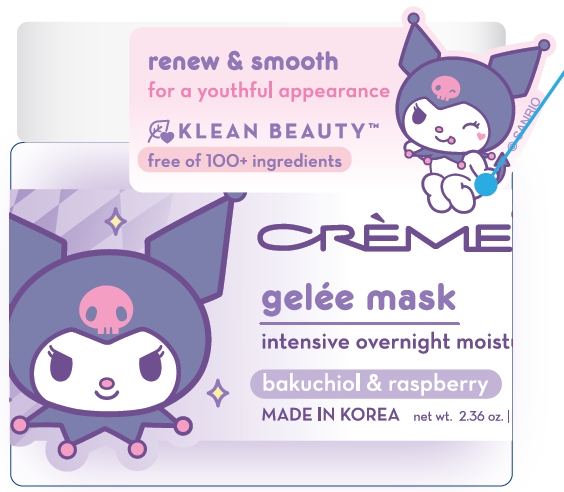 renew & smooth
for a youthful appearance
KLEAN BEAUTY™
free of 100+ ingredients
© SANRIO
CRÈME
gelée mask
intensive overnight moist
bakuchiol & raspberry
MADE IN KOREA net wt. 2.36 oz. |